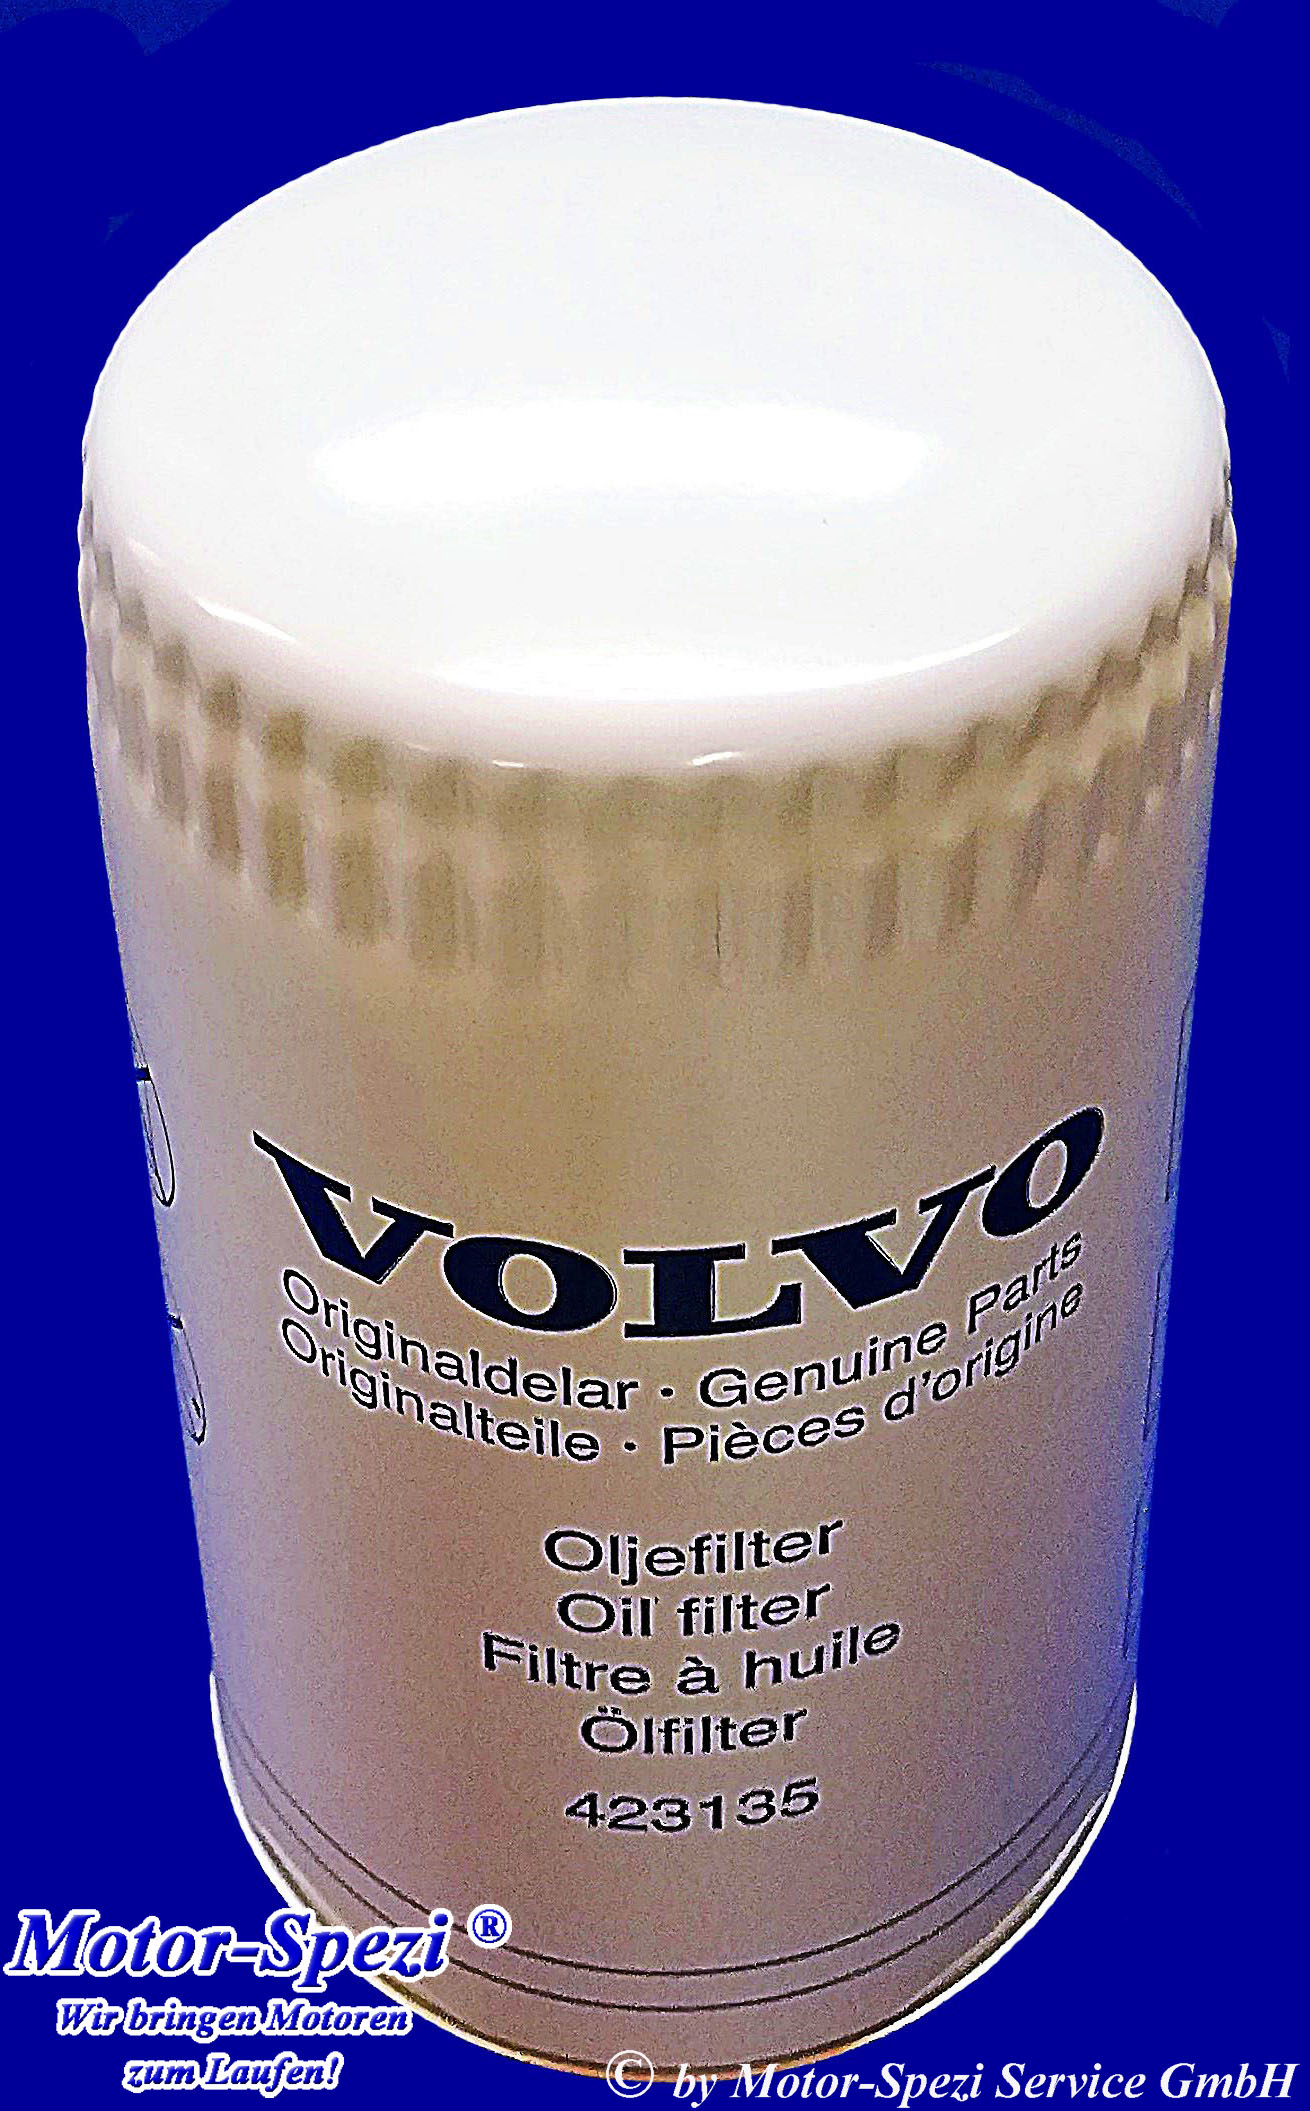 VOLVO
Originaldelar · Genuine Parts
Originalteile · Pièces d'origine
Oljefilter
Oil filter
Filtre à huile
Ölfilter
423135
Motor-Spezi ®
Wir bringen Motoren
zum Laufen!
© by Motor-Spezi Service GmbH